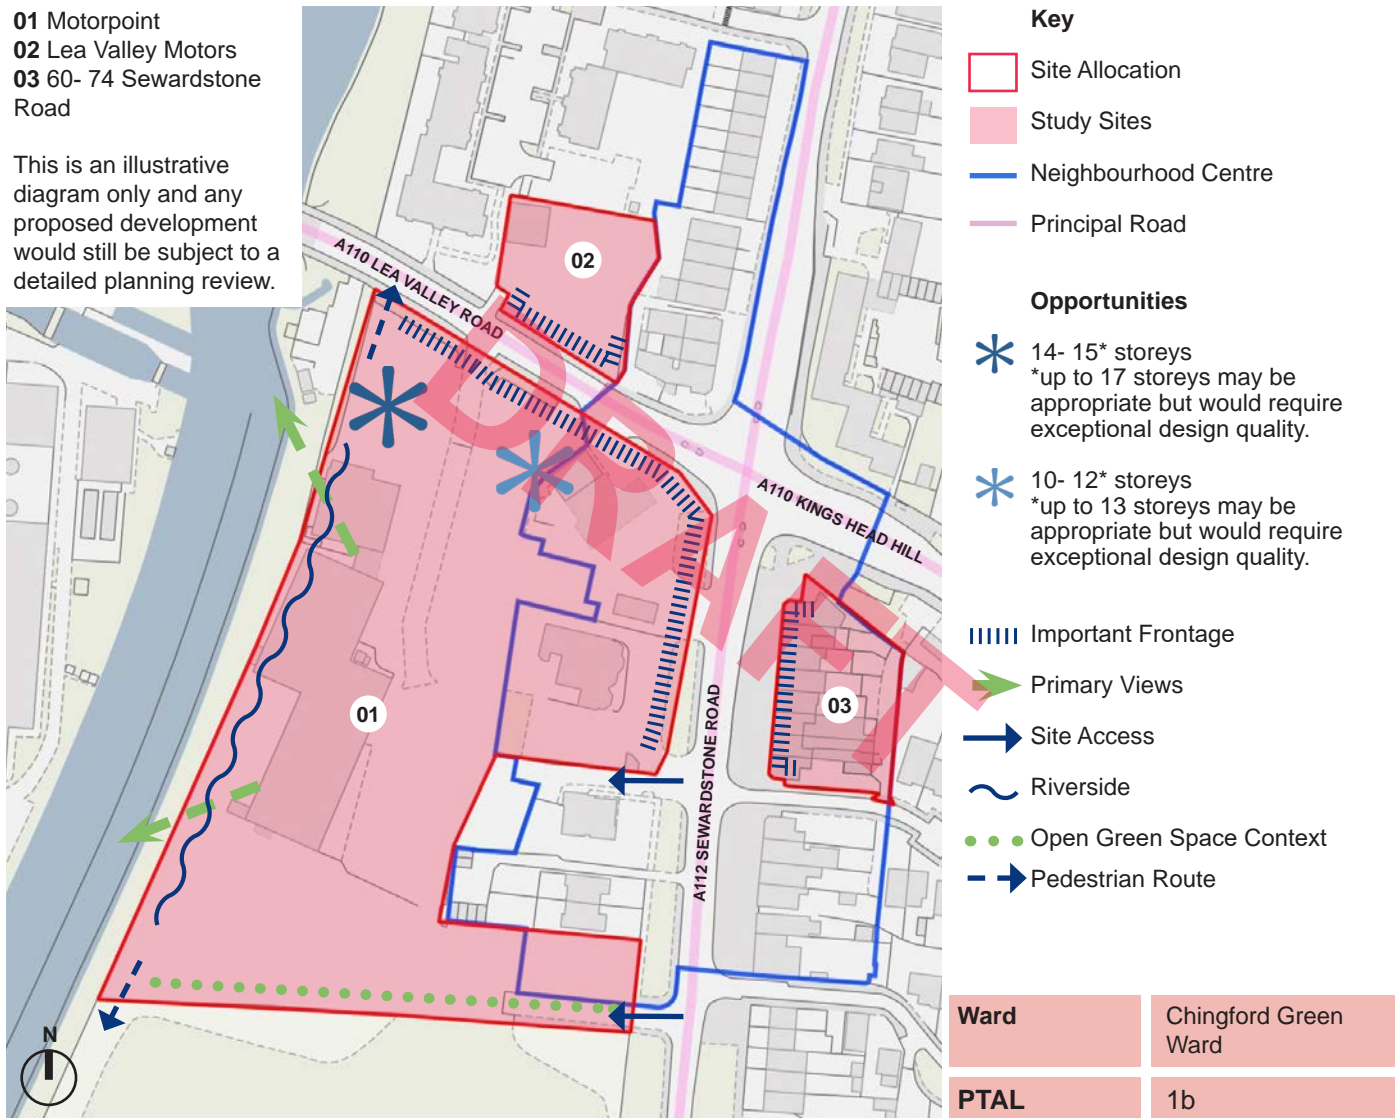 01 Motorpoint
02 Lea Valley Motors
03 60- 74 Sewardstone
Road
This is an illustrative
diagram only and any
proposed development
would still be subject to a
detailed planning review.
A110 LEA VALLEY ROAD
02
A110 KINGS HEAD HILL
01
03
A112 SEWARDSTONE ROAD
DRAFT
N
Key
Site Allocation
Study Sites
Neighbourhood Centre
Principal Road
Opportunities
14- 15* storeys
*up to 17 storeys may be
appropriate but would require
exceptional design quality.
10- 12* storeys
*up to 13 storeys may be
appropriate but would require
exceptional design quality.
Important Frontage
Primary Views
Site Access
Riverside
Open Green Space Context
Pedestrian Route
Ward
Chingford Green
Ward
PTAL
1b